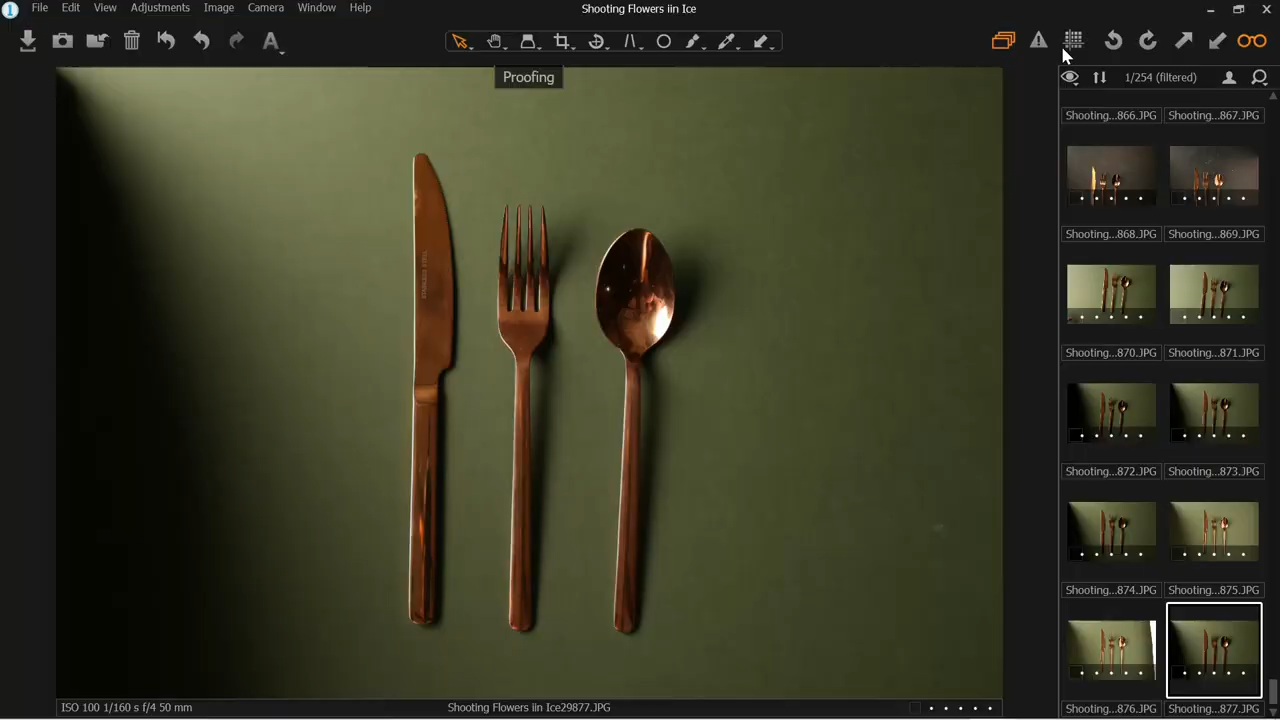 File Edit View Adjustments Image Camera Window Help
Shooting Flowers iin Ice
A
1/254 (filtered)
Proofing
Shooting...866.JPG Shooting...867.JPG
Shooting...868.JPG Shooting...869.JPG
Shooting...870.JPG Shooting...871.JPG
Shooting...872.JPG Shooting...873.JPG
Shooting...874.JPG Shooting...875.JPG
Shooting...876.JPG Shooting...877.JPG
ISO 100 1/160 s f/4 50 mm
Shooting Flowers iin Ice29877.JPG